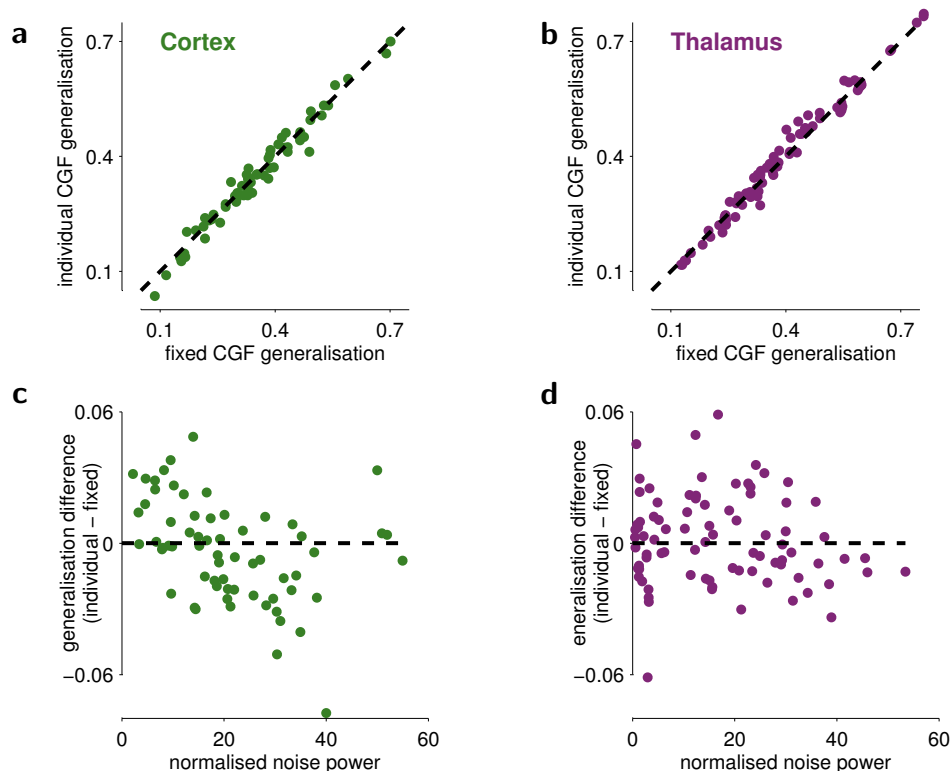 a
Cortex
individual CGF generalisation
0.7
0.4
0.1
0.1 0.4 0.7
fixed CGF generalisation
b
Thalamus
individual CGF generalisation
0.7
0.4
0.1
0.1 0.4 0.7
fixed CGF generalisation
c
generalisation difference
(individual − fixed)
0.06
0
−0.06
0 20 40 60
normalised noise power
d
eneralisation difference
(individual − fixed)
0.06
0
−0.06
0 20 40 60
normalised noise power